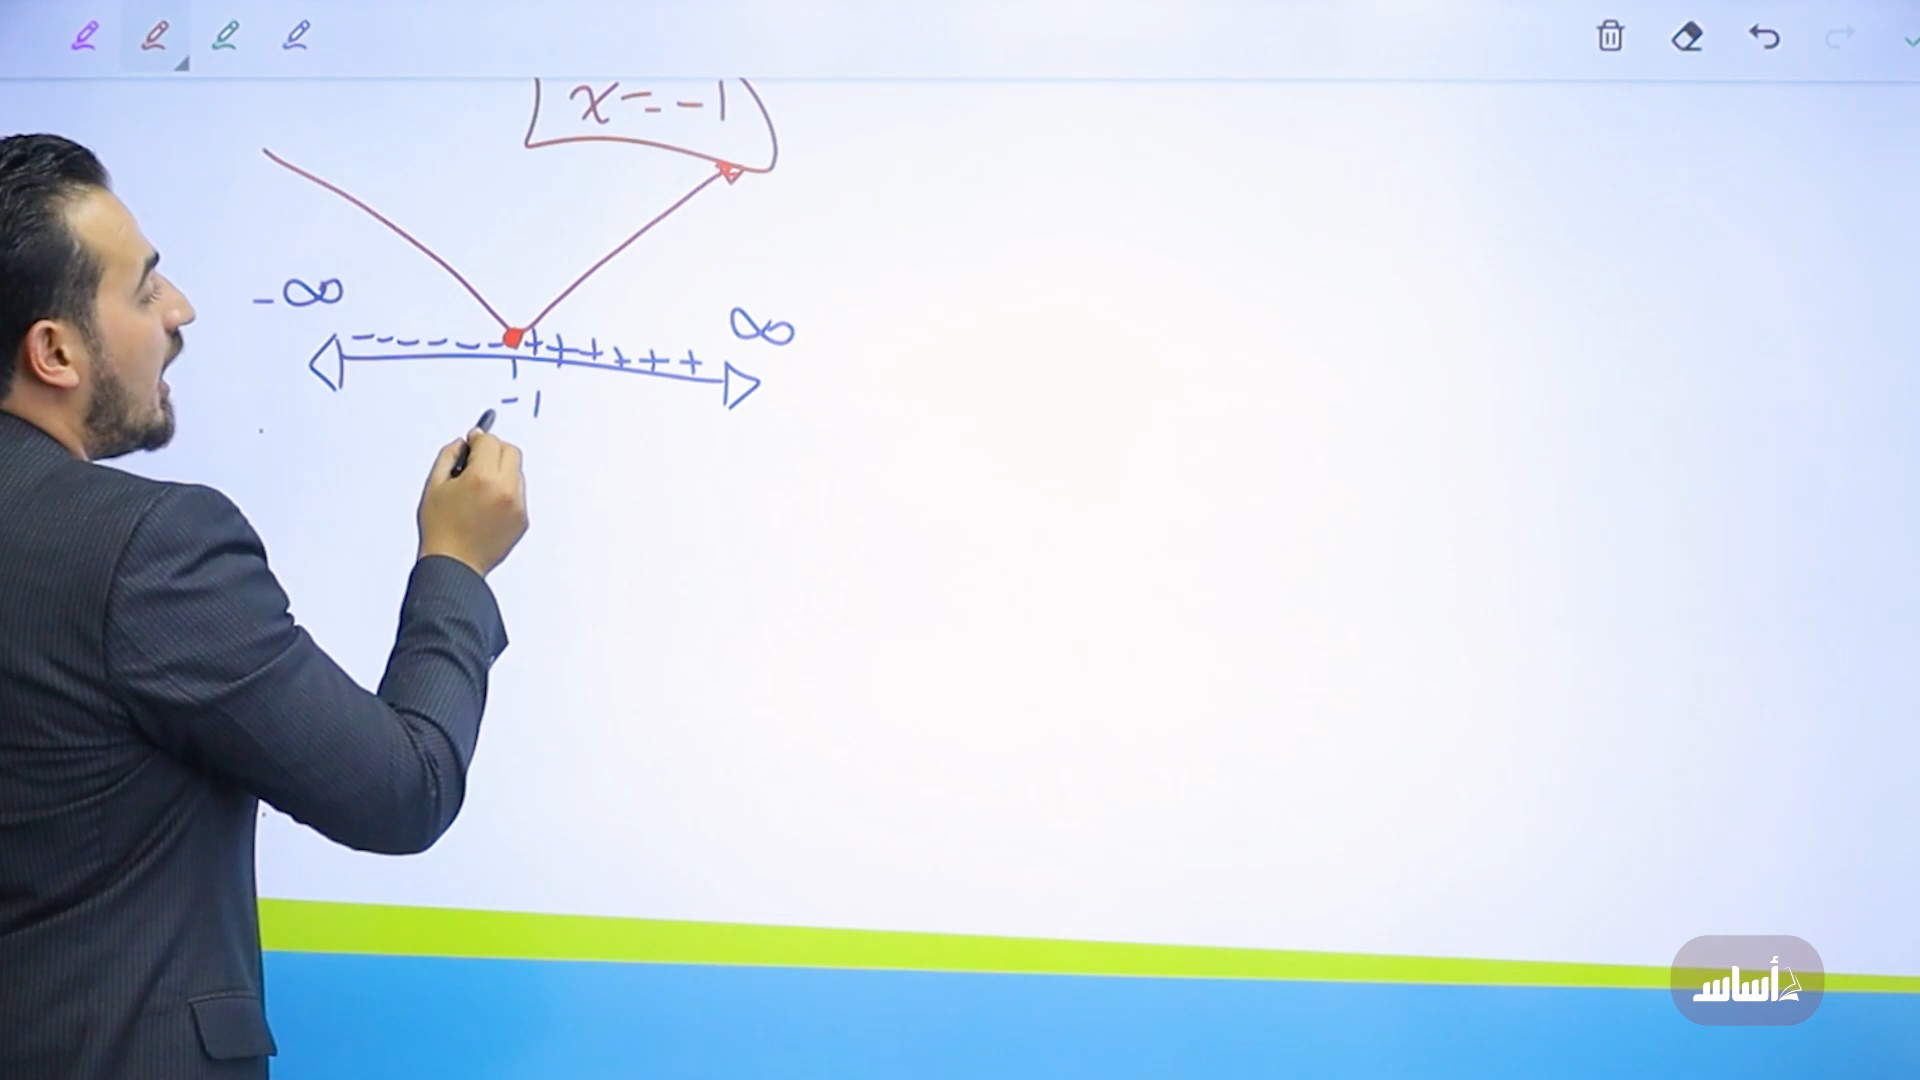 x = -1
-∞
∞
- - - - - - + + + + + +
-1
أساس